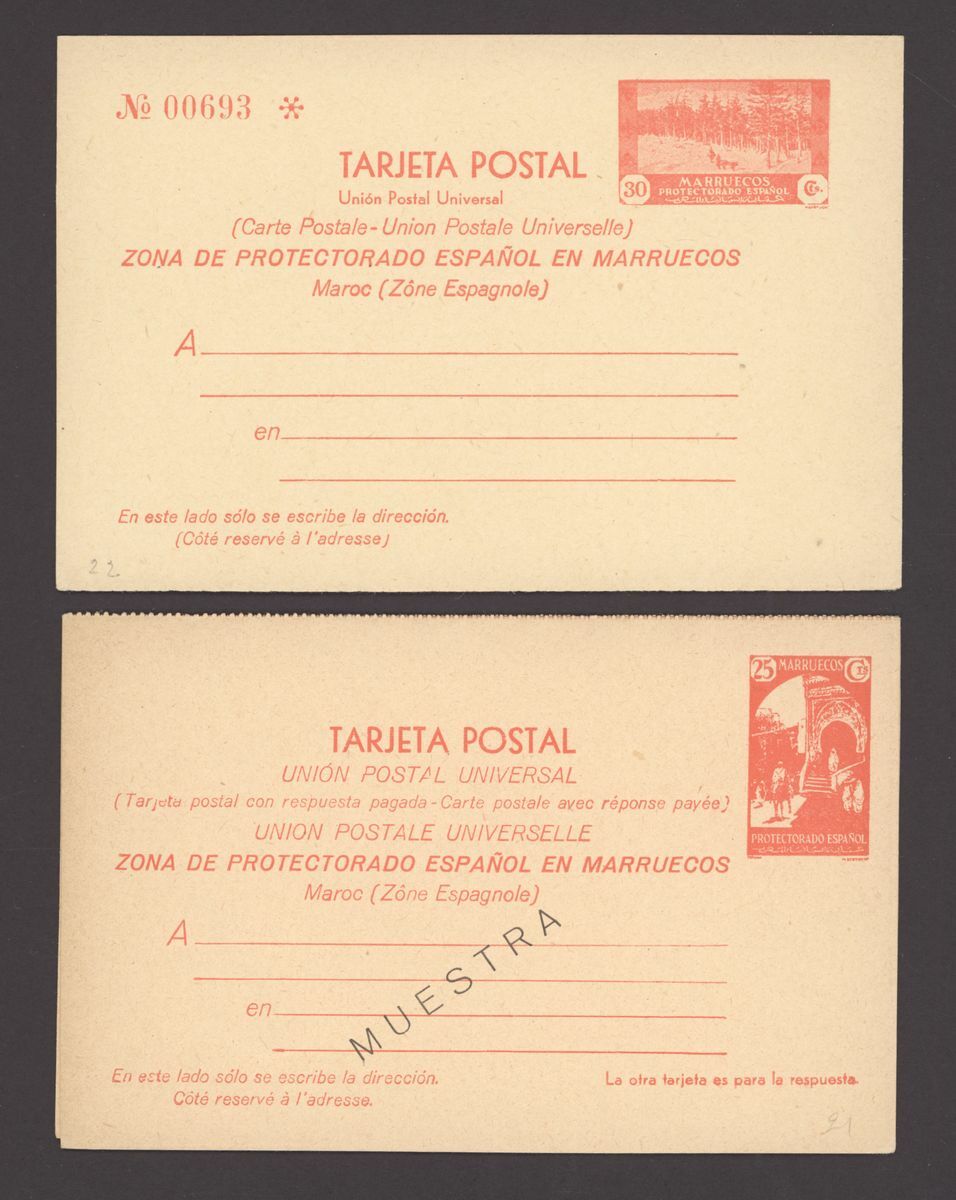 № 00693 *
TARJETA POSTAL
Unión Postal Universal
(Carte Postale - Union Postale Universelle)
ZONA DE PROTECTORADO ESPAÑOL EN MARRUECOS
Maroc (Zône Espagnole)
30 MARRUECOS Cts.
PROTECTORADO ESPAÑOL
A
en
En este lado sólo se escribe la dirección.
(Côté reservé à l'adresse)
22
25 MARRUECOS Cts
PROTECTORADO ESPAÑOL
TARJETA POSTAL
UNIÓN POSTAL UNIVERSAL
(Tarjeta postal con respuesta pagada - Carte postale avec réponse payée)
UNION POSTALE UNIVERSELLE
ZONA DE PROTECTORADO ESPAÑOL EN MARRUECOS
Maroc (Zône Espagnole)
A
en
MUESTRA
En este lado sólo se escribe la dirección.
Côté reservé à l'adresse.
La otra tarjeta es para la respuesta.
21